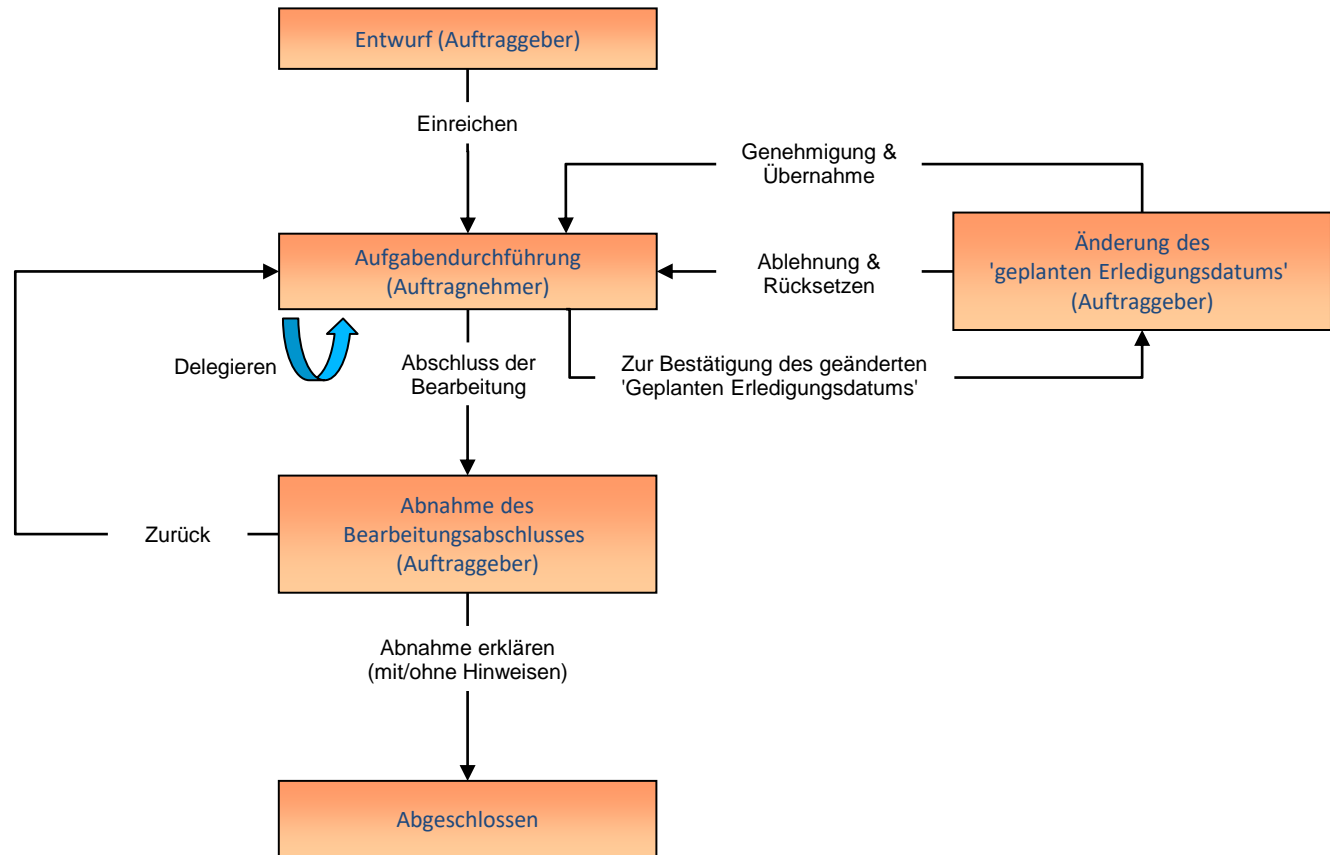 Entwurf (Auftraggeber)
Einreichen
Genehmigung &
Übernahme
Aufgabendurchführung
(Auftragnehmer)
Ablehnung &
Rücksetzen
Änderung des
'geplanten Erledigungsdatums'
(Auftraggeber)
Delegieren
Abschluss der
Bearbeitung
Zur Bestätigung des geänderten
'Geplanten Erledigungsdatums'
Abnahme des
Bearbeitungsabschlusses
(Auftraggeber)
Zurück
Abnahme erklären
(mit/ohne Hinweisen)
Abgeschlossen